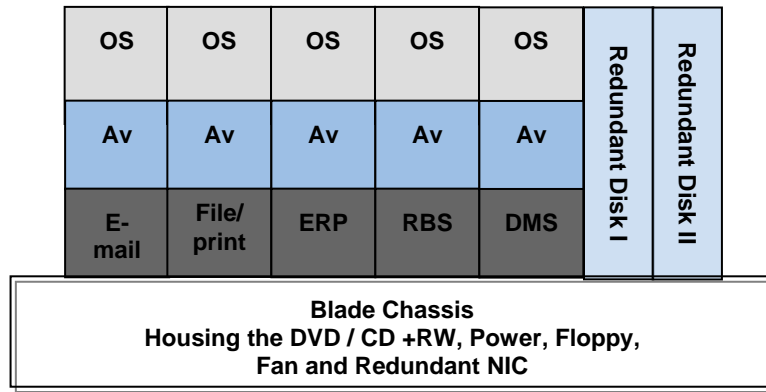 OS OS OS OS OS
Av Av Av Av Av
E-
mail
File/
print
ERP
RBS
DMS
Redundant Disk I
Redundant Disk II
Blade Chassis
Housing the DVD / CD +RW, Power, Floppy,
Fan and Redundant NIC